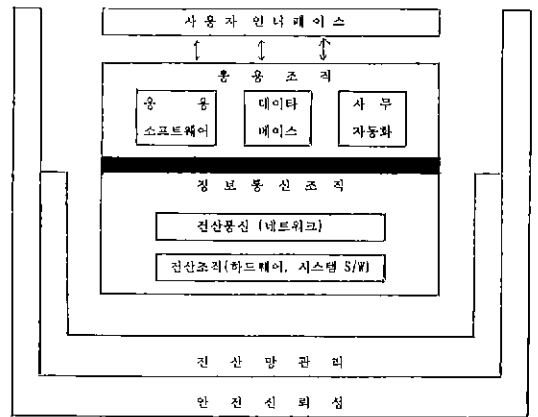 사용자 인터페이스
응용조직
응용
소프트웨어
데이타
베이스
사무
자동화
정보통신조직
전산통신 (네트워크)
전산조직(하드웨어, 시스템 S/W)
전산망관리
안전신뢰성